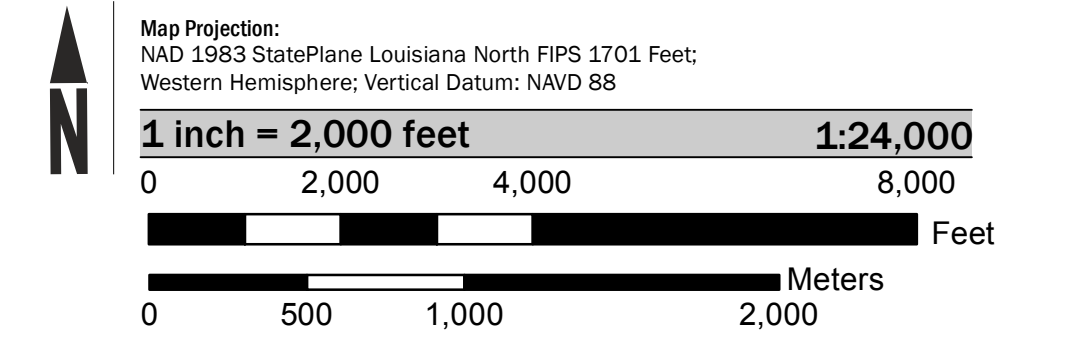 N
Map Projection:
NAD 1983 StatePlane Louisiana North FIPS 1701 Feet;
Western Hemisphere; Vertical Datum: NAVD 88
1 inch = 2,000 feet 1:24,000
0 2,000 4,000 8,000
Feet
Meters
0 500 1,000 2,000